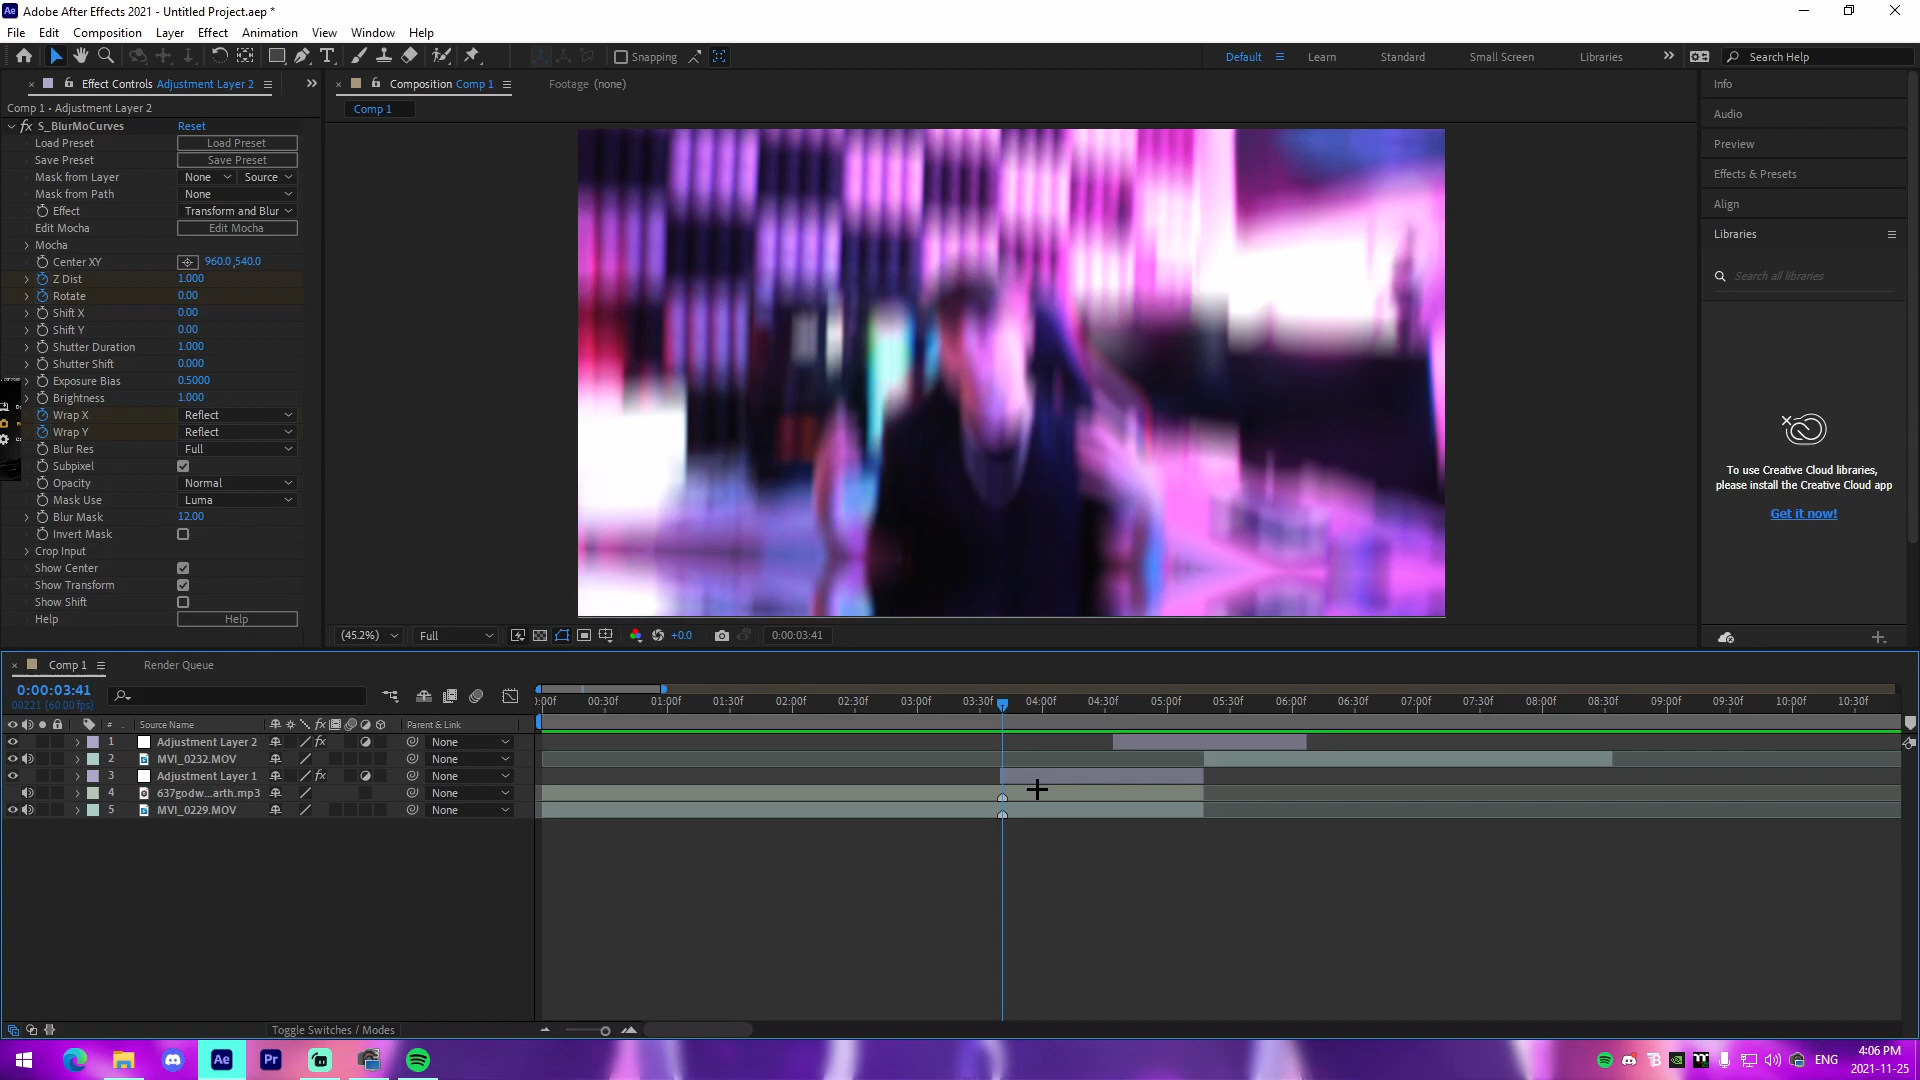 Adobe After Effects 2021 - Untitled Project.aep *
File Edit Composition Layer Effect Animation View Window Help
Snapping Default Learn Standard Small Screen Libraries Search Help
Effect Controls Adjustment Layer 2
Composition Comp 1
Footage (none)
Comp 1 • Adjustment Layer 2
Comp 1
fx S_BlurMoCurves Reset
Load Preset Load Preset
Save Preset Save Preset
Mask from Layer None Source
Mask from Path None
Effect Transform and Blur
Edit Mocha Edit Mocha
Mocha
Center XY 960.0,540.0
Z Dist 1.000
Rotate 0.00
Shift X 0.00
Shift Y 0.00
Shutter Duration 1.000
Shutter Shift 0.000
Exposure Bias 0.5000
Brightness 1.000
Wrap X Reflect
Wrap Y Reflect
Blur Res Full
Subpixel
Opacity Normal
Mask Use Luma
Blur Mask 12.00
Invert Mask
Crop Input
Show Center
Show Transform
Show Shift
Help Help
(45.2%) Full +0.0 0:00:03:41
Info
Audio
Preview
Effects & Presets
Align
Libraries
Search all libraries
To use Creative Cloud libraries,
please install the Creative Cloud app
Get it now!
Comp 1 Render Queue
0:00:03:41
00221 (60.00 fps)
:00f 00:30f 01:00f 01:30f 02:00f 02:30f 03:00f 03:30f 04:00f 04:30f 05:00f 05:30f 06:00f 06:30f 07:00f 07:30f 08:00f 08:30f 09:00f 09:30f 10:00f 10:30f
# Source Name fx Parent & Link
1 Adjustment Layer 2 fx None
2 MVI_0232.MOV None
3 Adjustment Layer 1 fx None
4 637godw...arth.mp3 None
5 MVI_0229.MOV None
Toggle Switches / Modes
Ae Pr
ENG
4:06 PM
2021-11-25